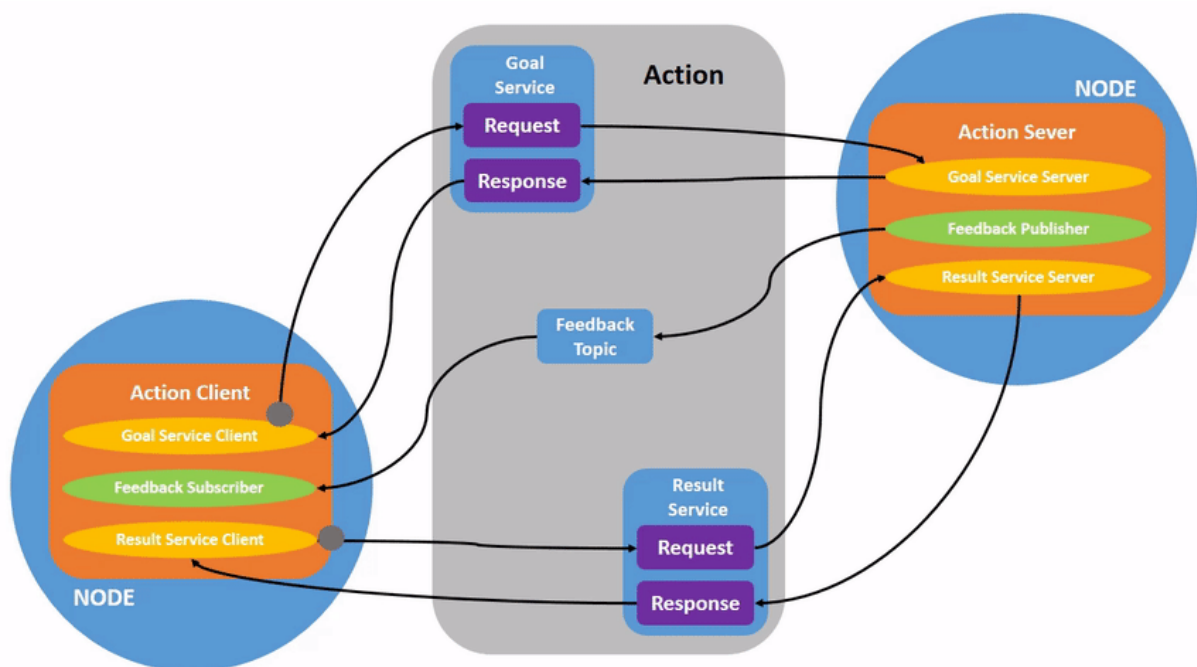 Goal
Service
Action
Request
Response
NODE
Action Sever
Goal Service Server
Feedback Publisher
Result Service Server
Feedback
Topic
Action Client
Goal Service Client
Feedback Subscriber
Result Service Client
NODE
Result
Service
Request
Response